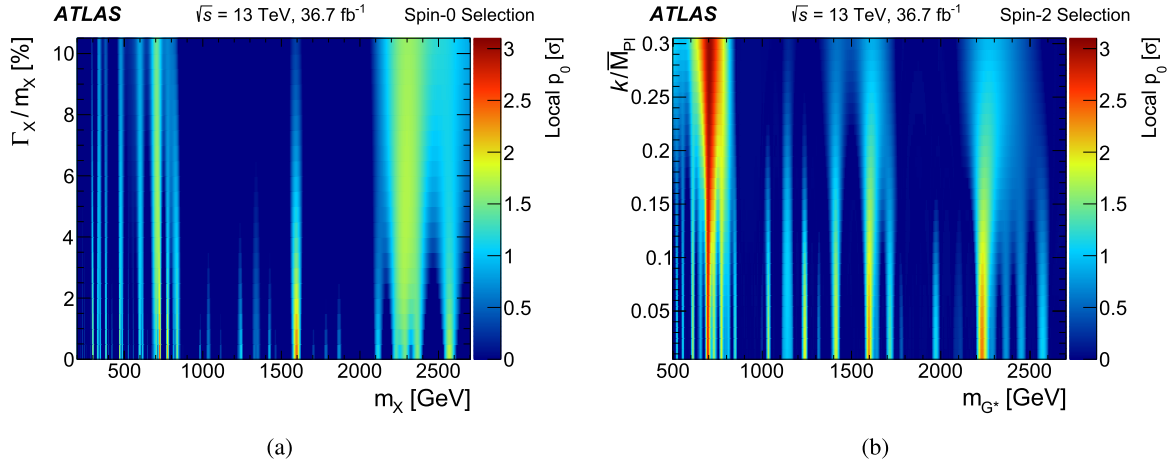 ATLAS √s = 13 TeV, 36.7 fb⁻¹ Spin-0 Selection
Γ_X / m_X [%]
10
8
6
4
2
0
500 1000 1500 2000 2500
m_X [GeV]
3
2.5
2
1.5
1
0.5
0
Local p₀ [σ]
(a)
ATLAS √s = 13 TeV, 36.7 fb⁻¹ Spin-2 Selection
k/M̅_Pl
0.3
0.25
0.2
0.15
0.1
0.05
500 1000 1500 2000 2500
m_G* [GeV]
3
2.5
2
1.5
1
0.5
0
Local p₀ [σ]
(b)